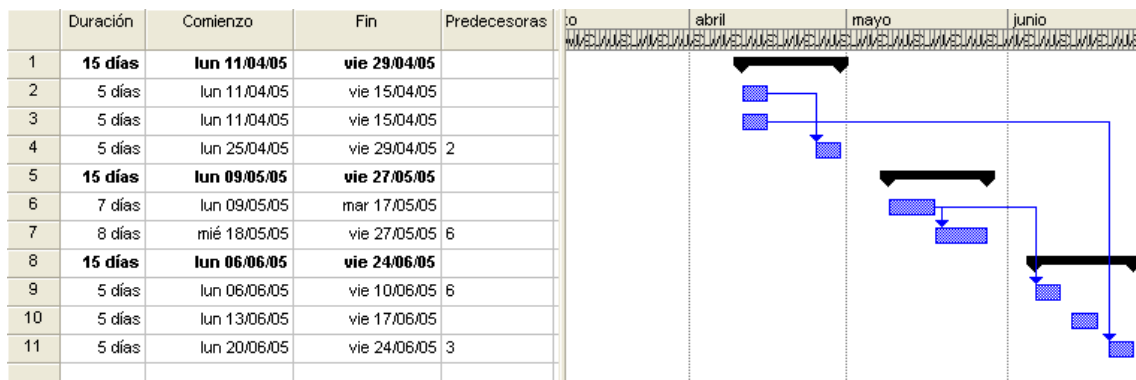 Duración Comienzo Fin Predecesoras abril mayo junio
1 15 días lun 11/04/05 vie 29/04/05
2 5 días lun 11/04/05 vie 15/04/05
3 5 días lun 11/04/05 vie 15/04/05
4 5 días lun 25/04/05 vie 29/04/05 2
5 15 días lun 09/05/05 vie 27/05/05
6 7 días lun 09/05/05 mar 17/05/05
7 8 días mié 18/05/05 vie 27/05/05 6
8 15 días lun 06/06/05 vie 24/06/05
9 5 días lun 06/06/05 vie 10/06/05 6
10 5 días lun 13/06/05 vie 17/06/05
11 5 días lun 20/06/05 vie 24/06/05 3